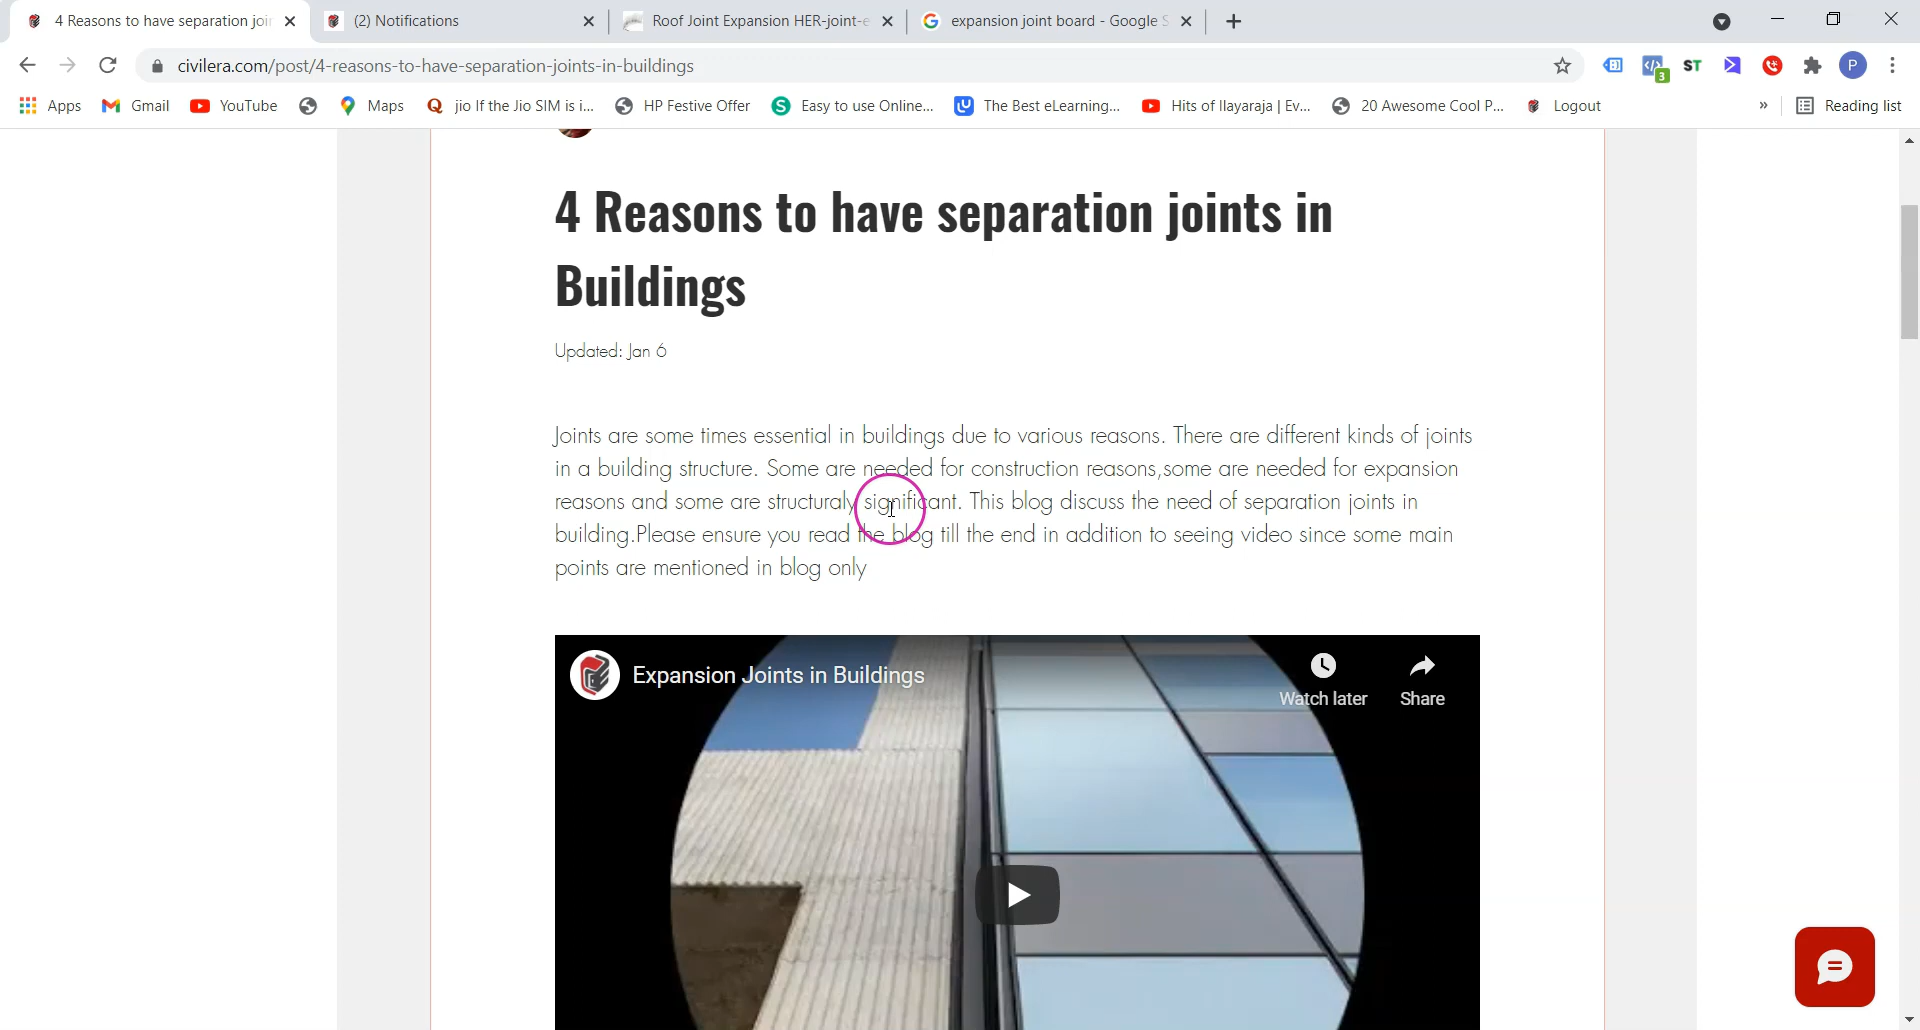 4 Reasons to have separation join
(2) Notifications
Roof Joint Expansion HER-joint-e
expansion joint board - Google S
civilera.com/post/4-reasons-to-have-separation-joints-in-buildings
3
ST
P
Apps
Gmail
YouTube
Maps
jio If the Jio SIM is i...
HP Festive Offer
Easy to use Online...
The Best eLearning...
Hits of Ilayaraja | Ev...
20 Awesome Cool P...
Logout
»
Reading list
4 Reasons to have separation joints in
Buildings
Updated: Jan 6
Joints are some times essential in buildings due to various reasons. There are different kinds of joints
in a building structure. Some are needed for construction reasons,some are needed for expansion
reasons and some are structuraly significant. This blog discuss the need of separation joints in
building.Please ensure you read the blog till the end in addition to seeing video since some main
points are mentioned in blog only
Expansion Joints in Buildings
Watch later
Share